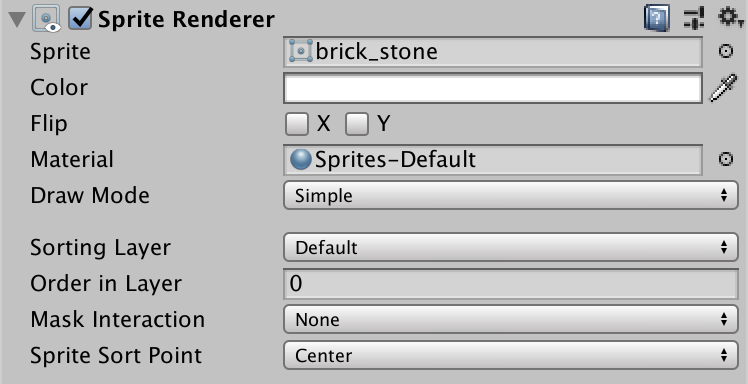 Sprite Renderer
Sprite brick_stone
Color
Flip X Y
Material Sprites-Default
Draw Mode Simple
Sorting Layer Default
Order in Layer 0
Mask Interaction None
Sprite Sort Point Center